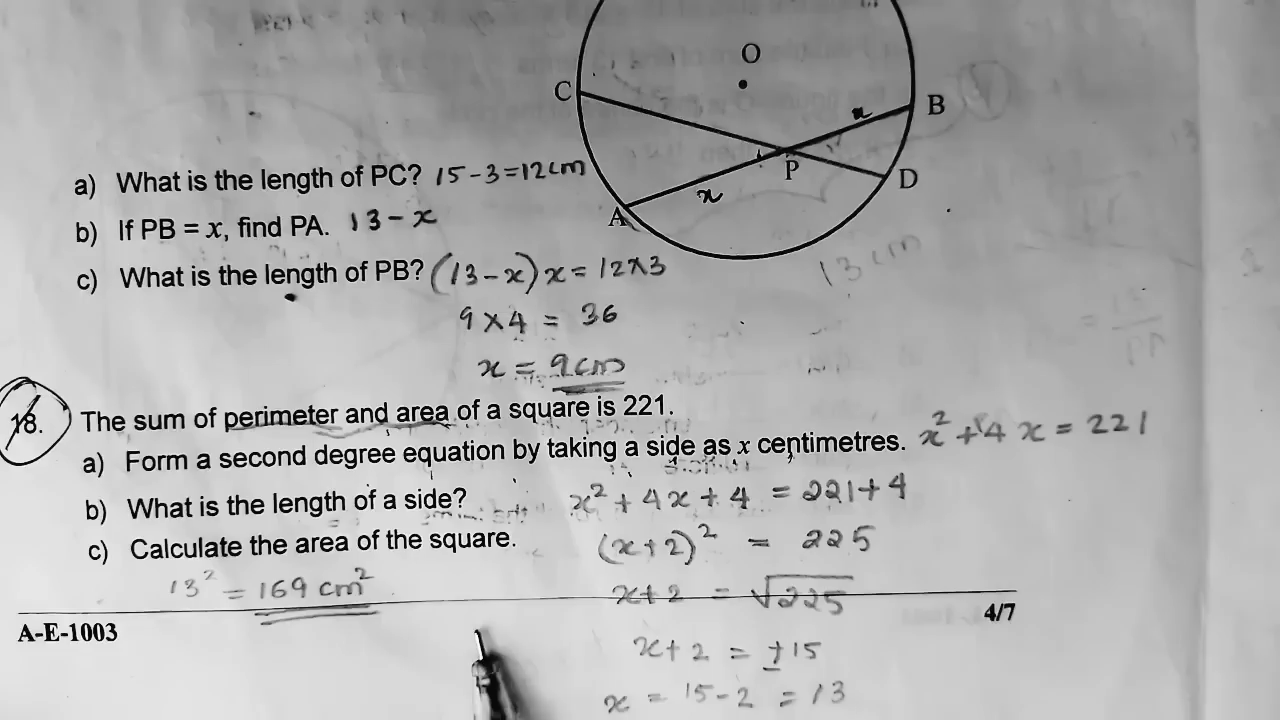 O
C
B
x
P
D
x
A
a) What is the length of PC? 15-3=12cm
b) If PB = x, find PA. 13-x
13 cm
c) What is the length of PB? (13-x)x = 12x3
9 x 4 = 36
x = 9cm
18. The sum of perimeter and area of a square is 221.
a) Form a second degree equation by taking a side as x centimetres. x²+4x = 221
b) What is the length of a side? x²+4x+4 = 221+4
c) Calculate the area of the square. (x+2)² = 225
13² = 169 cm²
x+2 = √225
A-E-1003
4/7
x+2 = ±15
x = 15-2 = 13